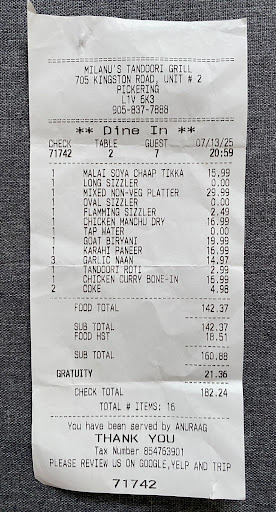 MILANU'S TANDOORI GRILL
705 KINGSTON ROAD, UNIT # 2
PICKERING
L1V 6K3
905-837-7888
** Dine In **
CHECK TABLE GUEST 07/13/25
71742 2 7 20:59
1 MALAI SOYA CHAAP TIKKA 15.99
1 LONG SIZZLER 0.00
1 MIXED NON-VEG PLATTER 29.99
1 OVAL SIZZLER 0.00
1 FLAMMING SIZZLER 2.49
1 CHICKEN MANCHU DRY 16.99
1 TAP WATER 0.00
1 GOAT BIRYANI 19.99
1 KARAHI PANEER 16.99
3 GARLIC NAAN 14.97
1 TANDOORI ROTI 2.99
1 CHICKEN CURRY BONE-IN 16.99
2 COKE 4.98
FOOD TOTAL 142.37
SUB TOTAL 142.37
FOOD HST 18.51
SUB TOTAL 160.88
GRATUITY 21.36
CHECK TOTAL 182.24
TOTAL # ITEMS: 16
You have been served by ANURAAG
THANK YOU
Tax Number 854763901
PLEASE REVIEW US ON GOOGLE,YELP AND TRIP
71742